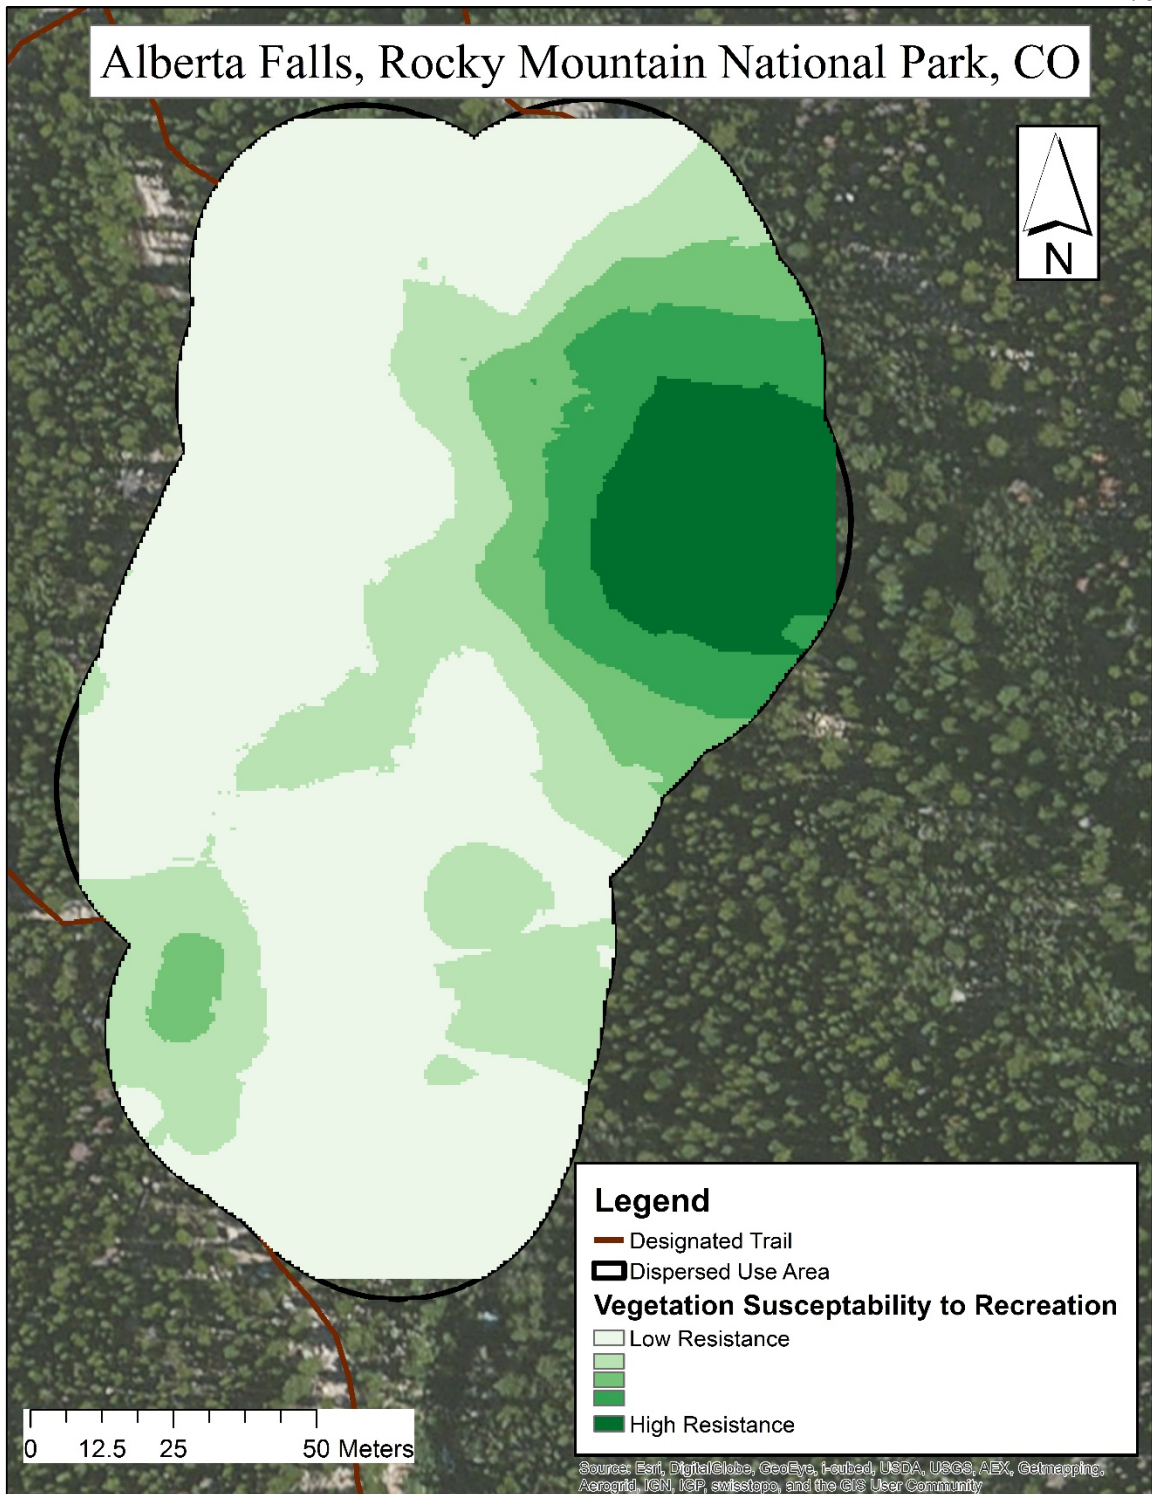 Alberta Falls, Rocky Mountain National Park, CO
N
Legend
Designated Trail
Dispersed Use Area
Vegetation Susceptability to Recreation
Low Resistance
High Resistance
0 12.5 25 50 Meters
Source: Esri, DigitalGlobe, GeoEye, i-cubed, USDA, USGS, AEX, Getmapping,
Aerogrid, IGN, IGP, swisstopo, and the GIS User Community